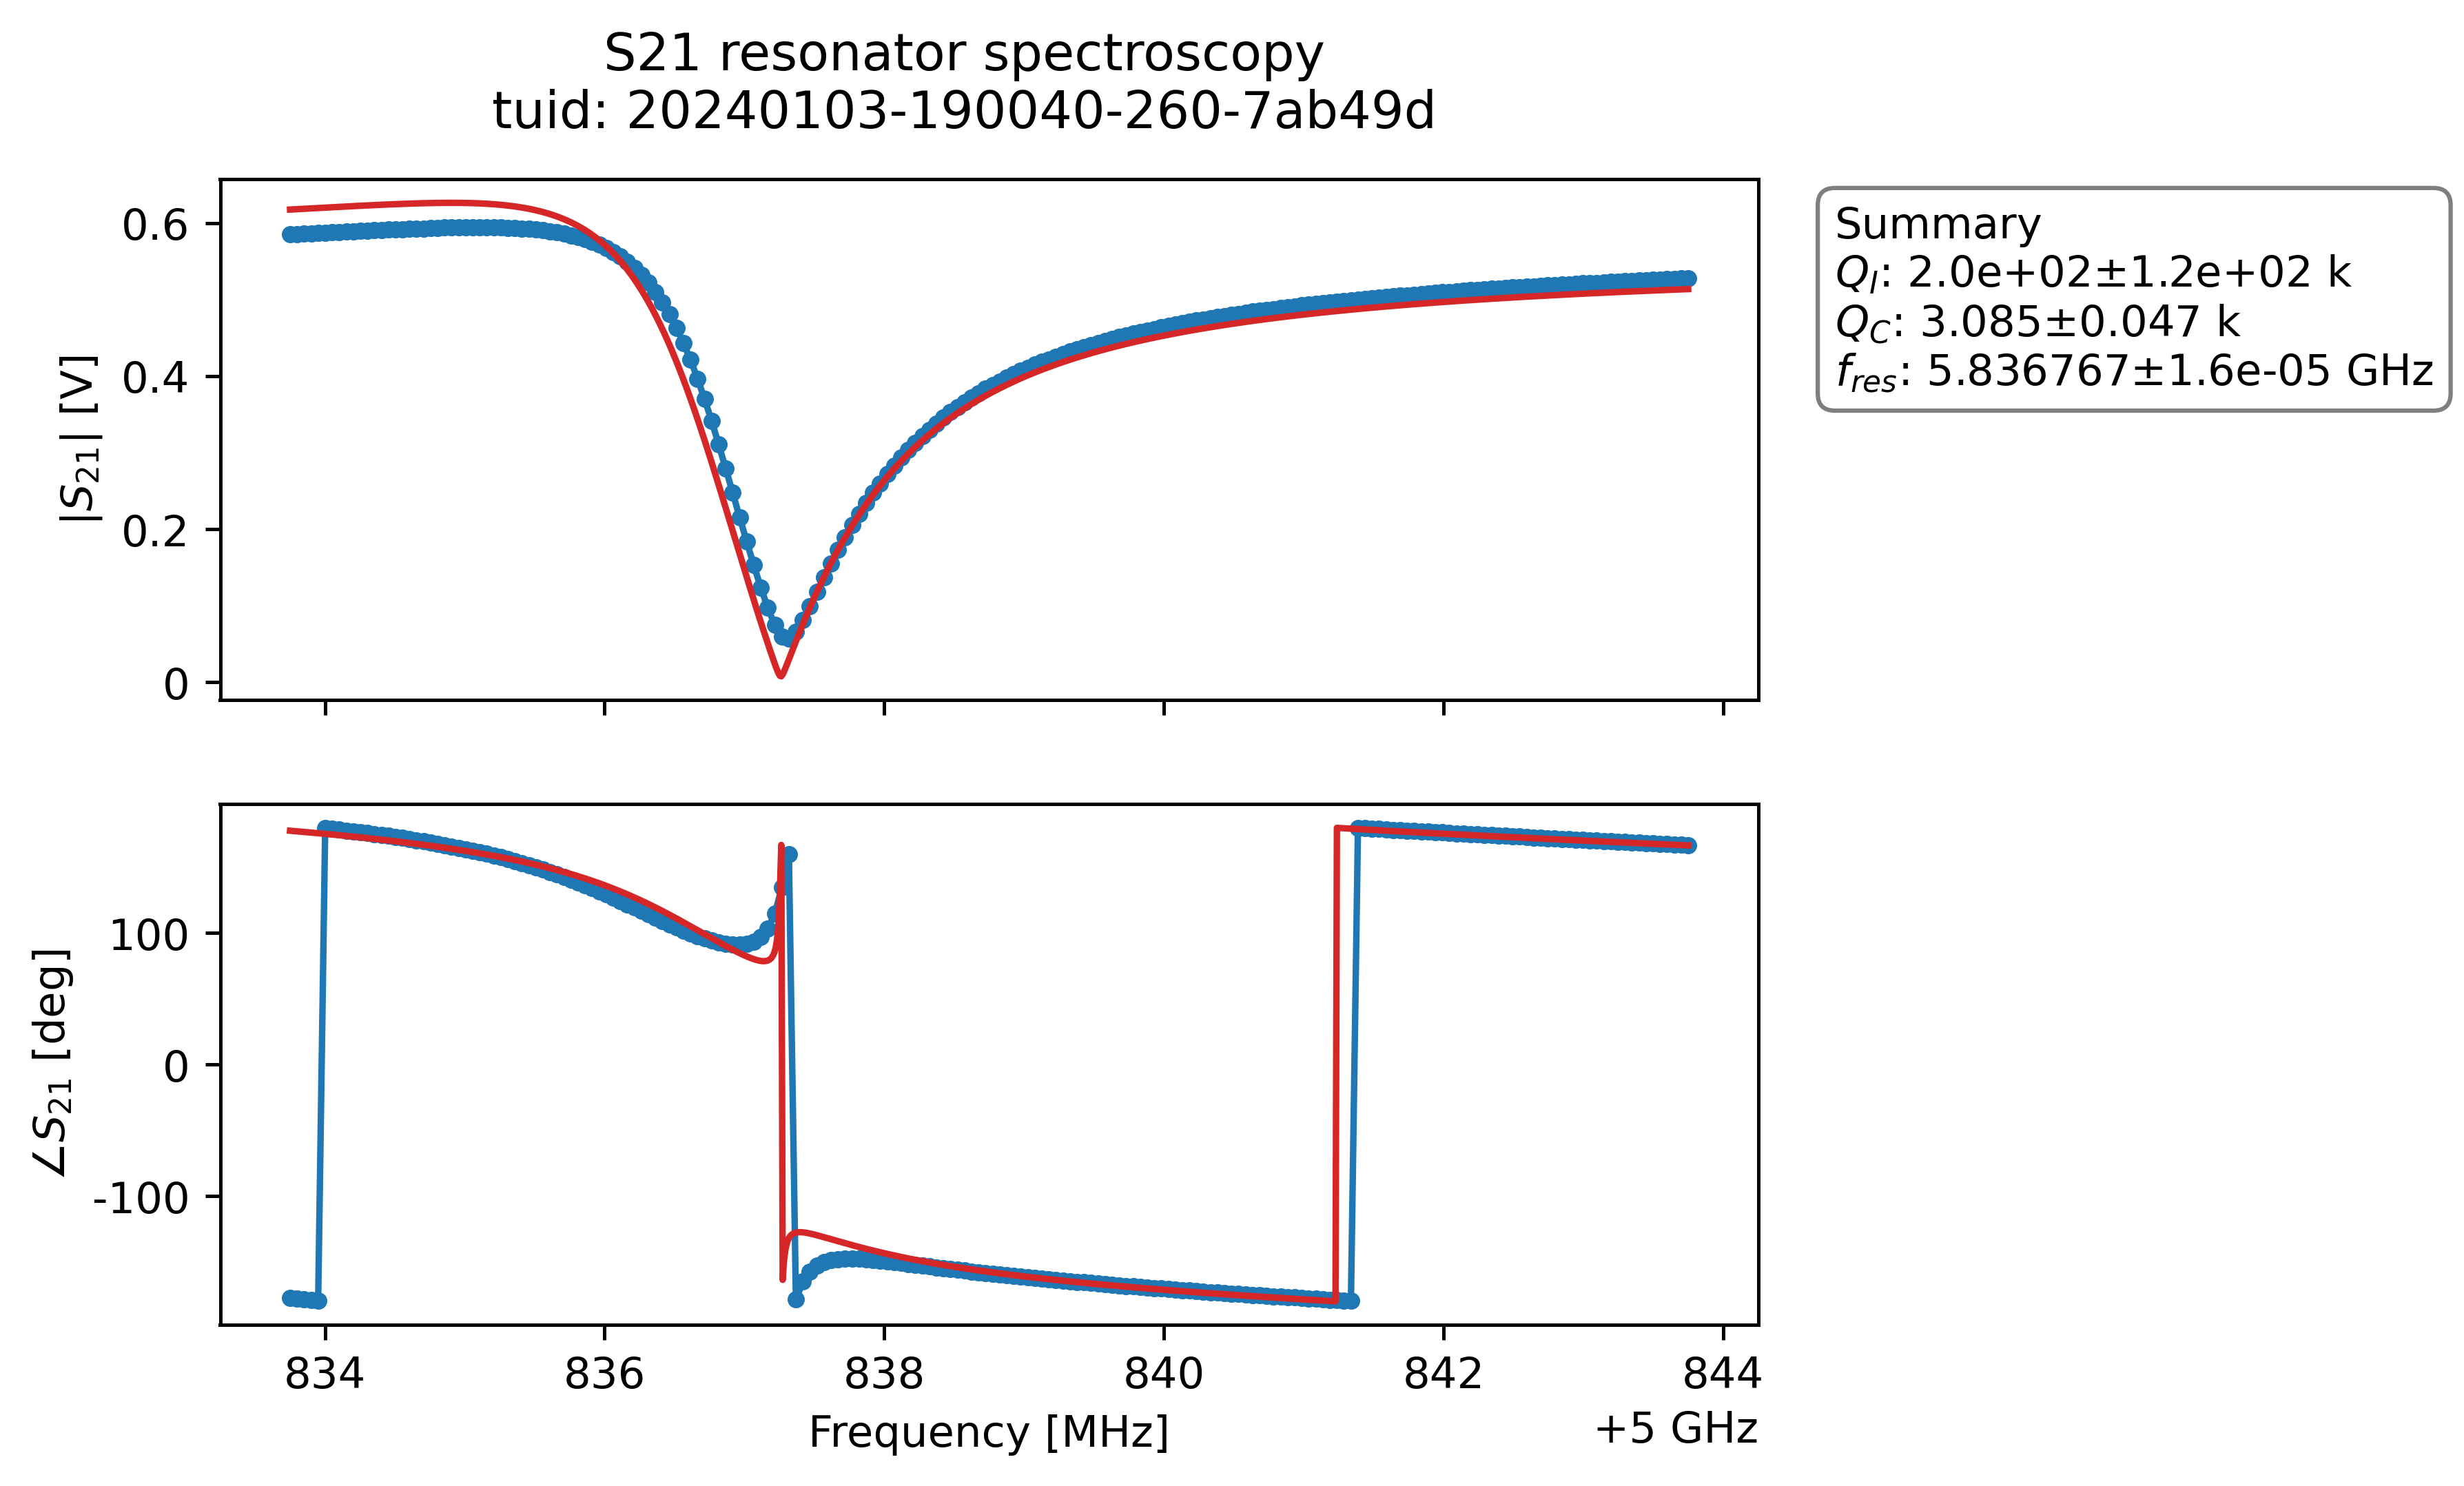 S21 resonator spectroscopy
tuid: 20240103-190040-260-7ab49d
|S21| [V]
0.6
0.4
0.2
0
Summary
QI: 2.0e+02±1.2e+02 k
QC: 3.085±0.047 k
fres: 5.836767±1.6e-05 GHz
∠S21 [deg]
100
0
-100
834 836 838 840 842 844
Frequency [MHz]
+5 GHz